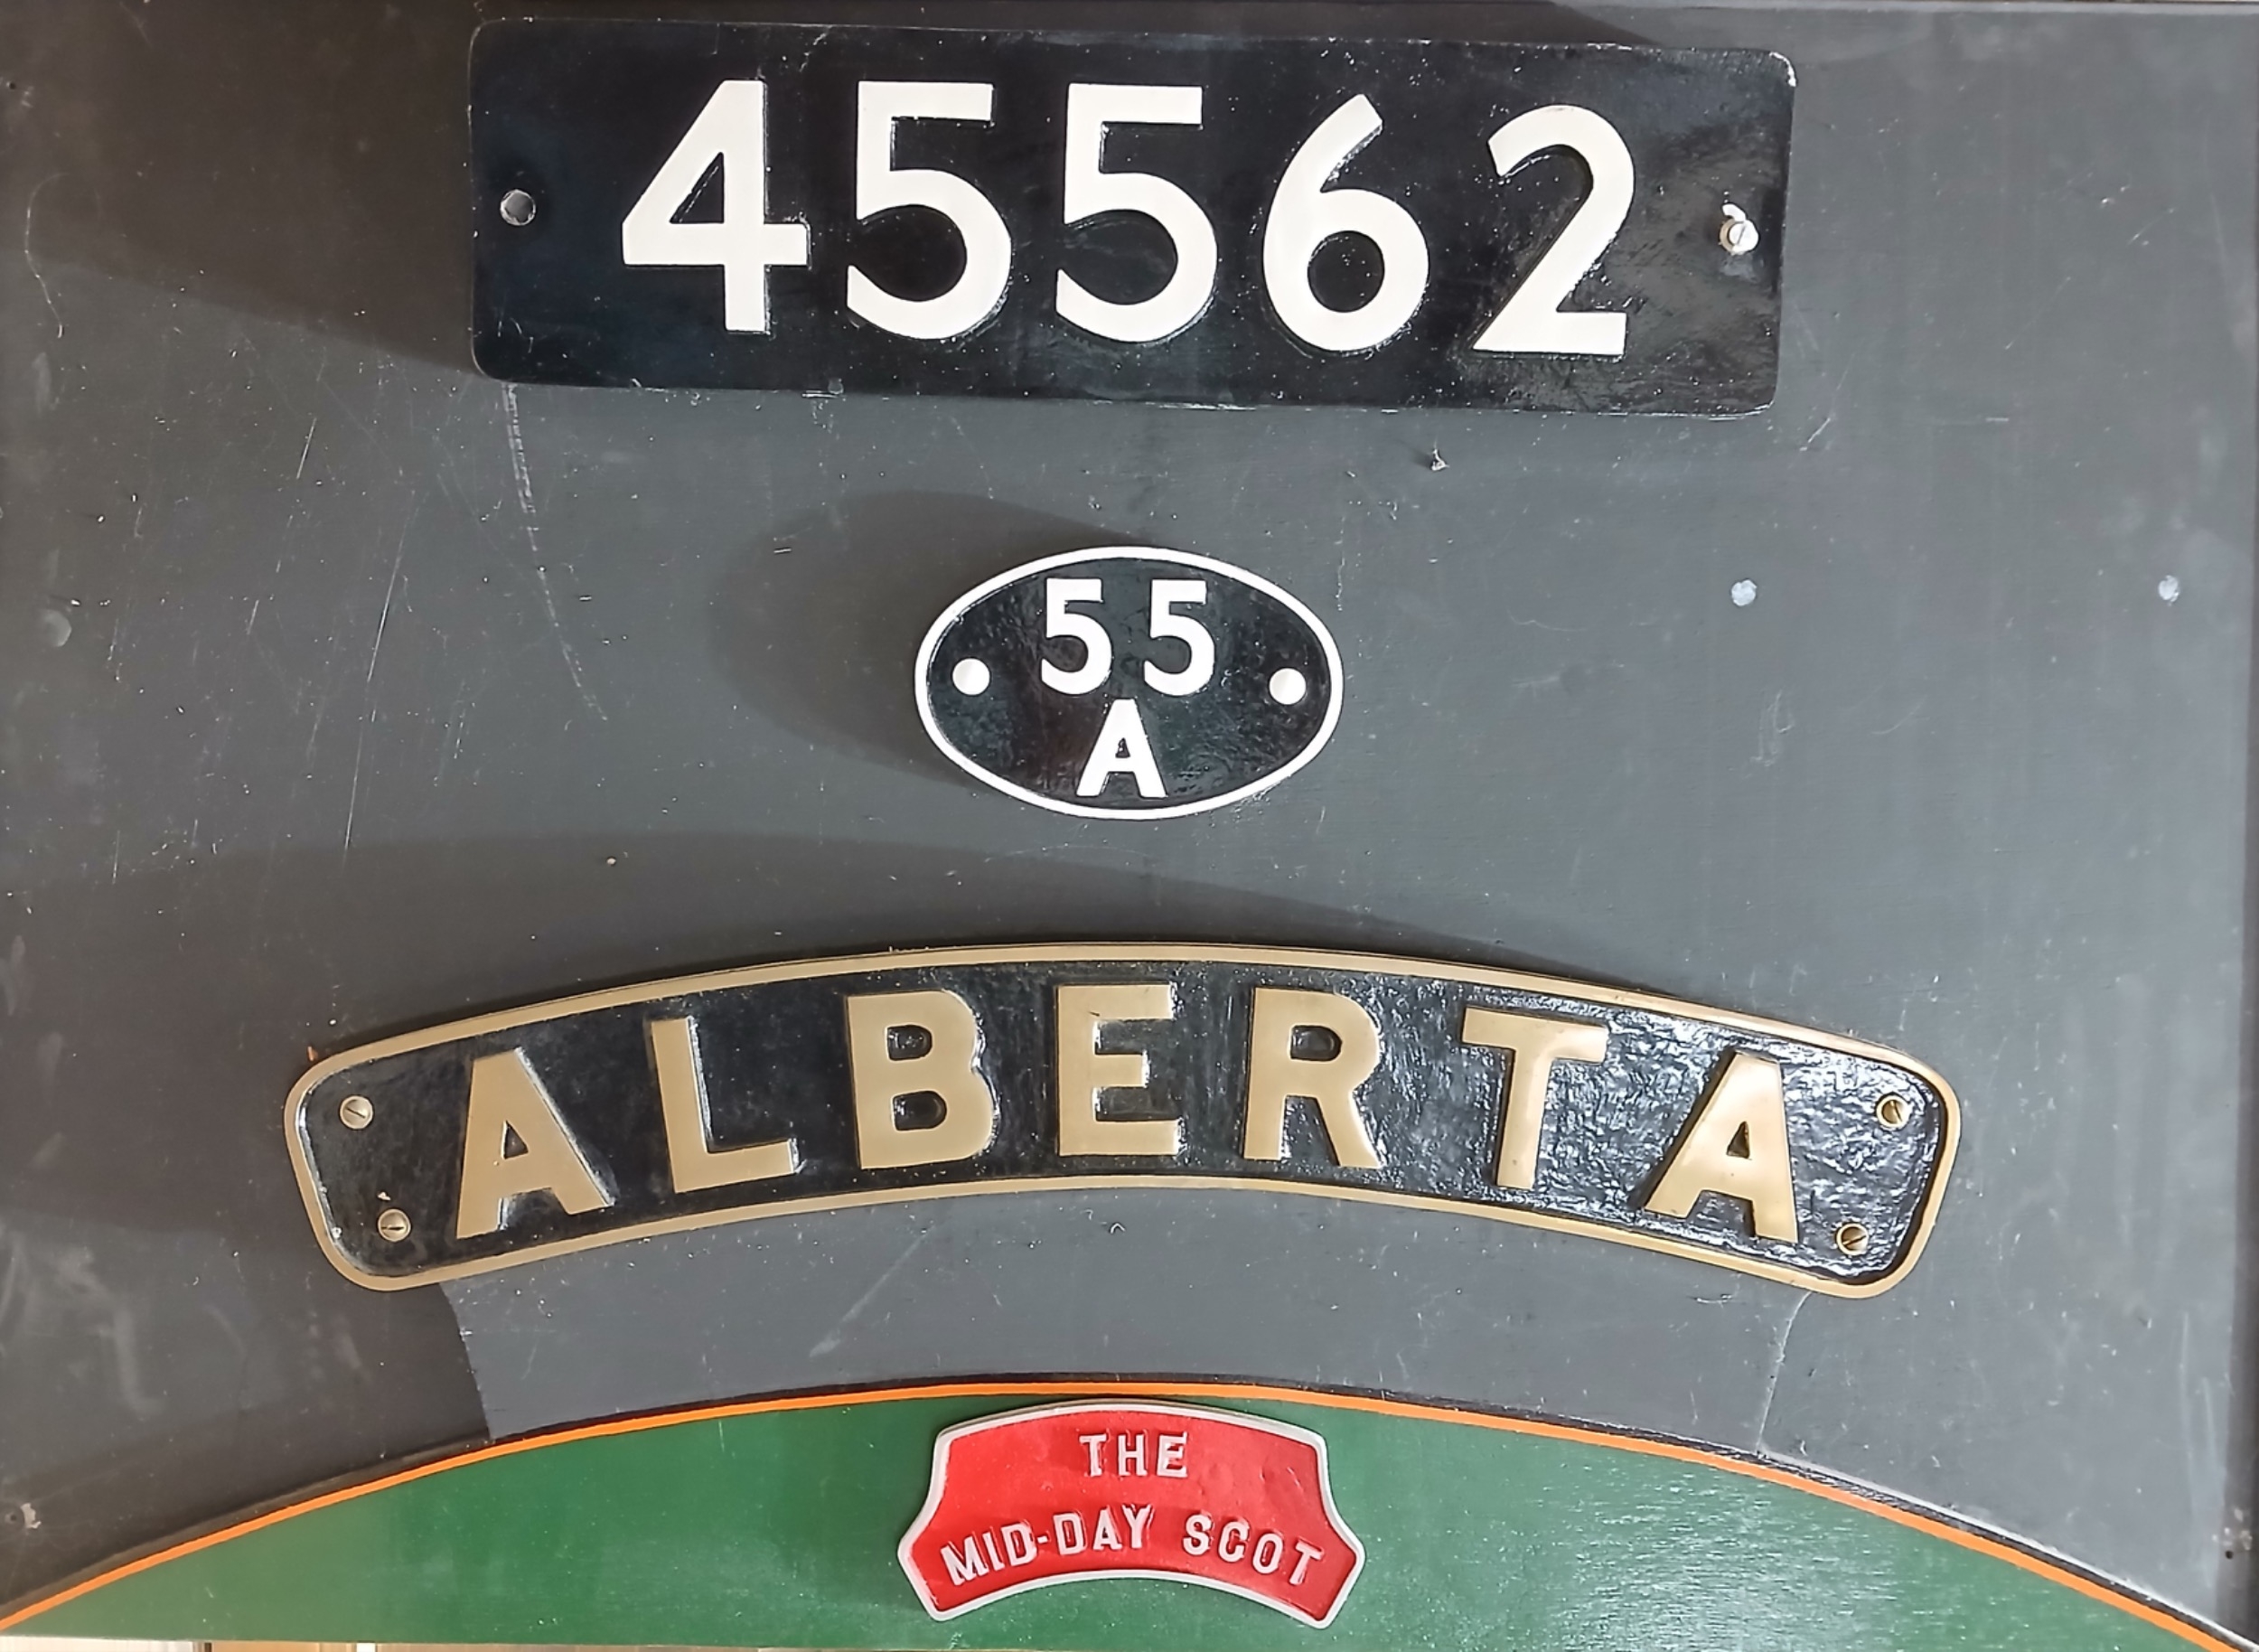 45562
55
A
ALBERTA
THE
MID-DAY SCOT